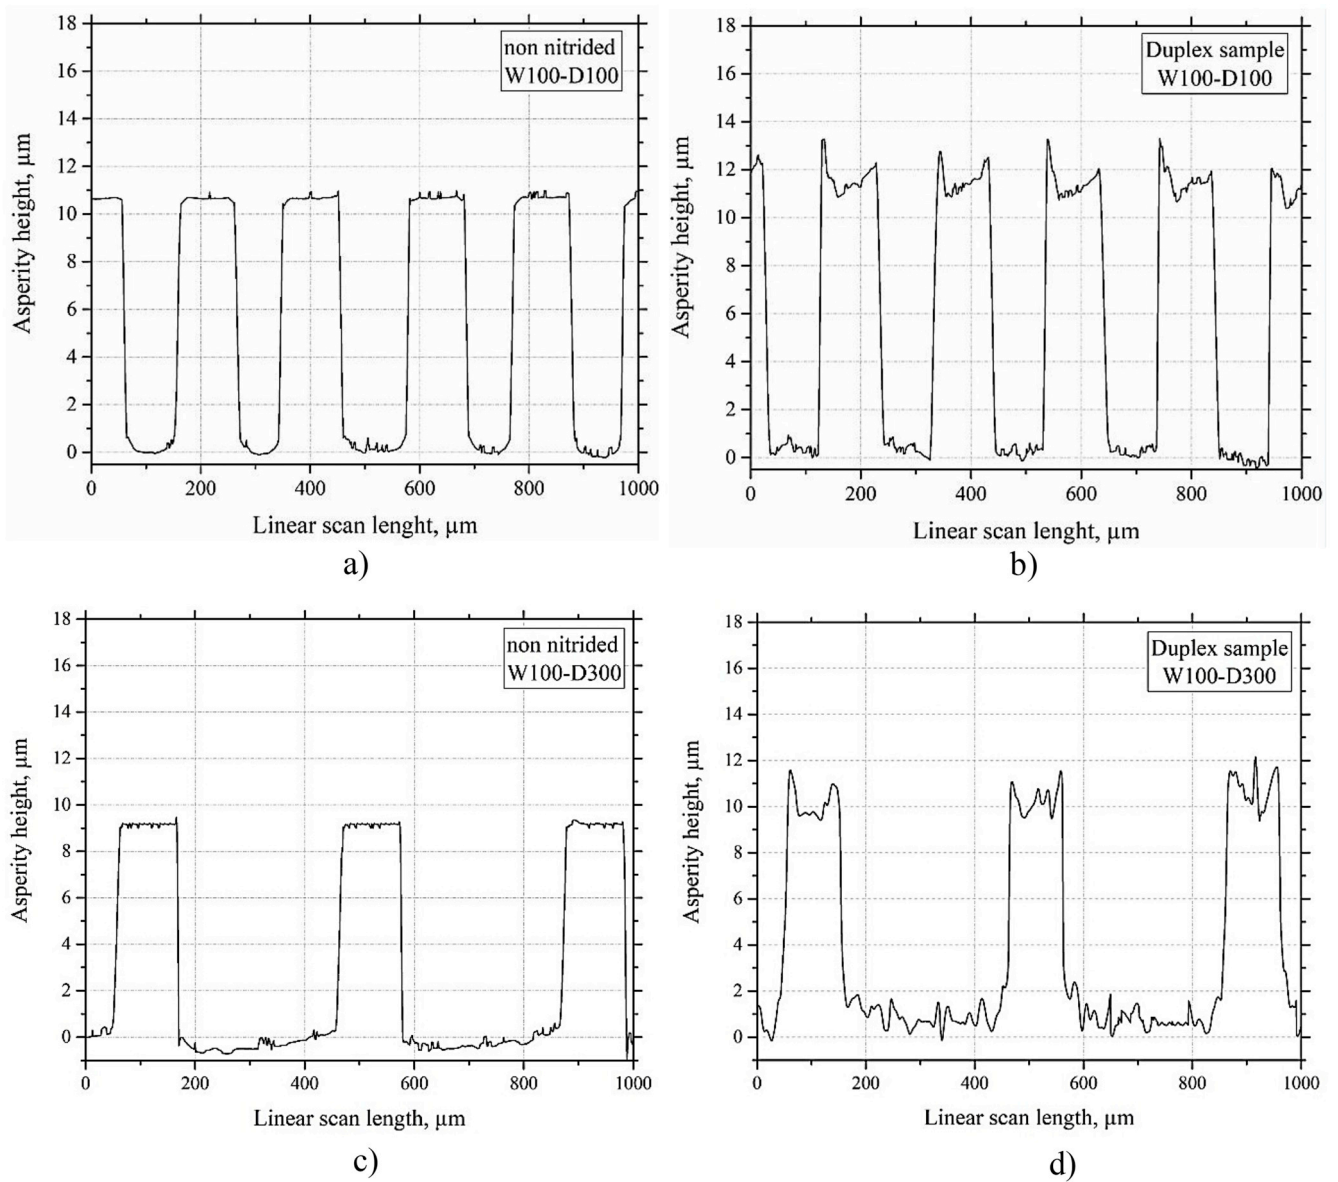 18
16
14
12
10
8
6
4
2
0
Asperity height, µm
non nitrided
W100-D100
0 200 400 600 800 1000
Linear scan lenght, µm
a)
18
16
14
12
10
8
6
4
2
0
Asperity height, µm
Duplex sample
W100-D100
0 200 400 600 800 1000
Linear scan lenght, µm
b)
18
16
14
12
10
8
6
4
2
0
Asperity height, µm
non nitrided
W100-D300
0 200 400 600 800 1000
Linear scan length, µm
c)
18
16
14
12
10
8
6
4
2
0
Asperity height, µm
Duplex sample
W100-D300
0 200 400 600 800 1000
Linear scan length, µm
d)